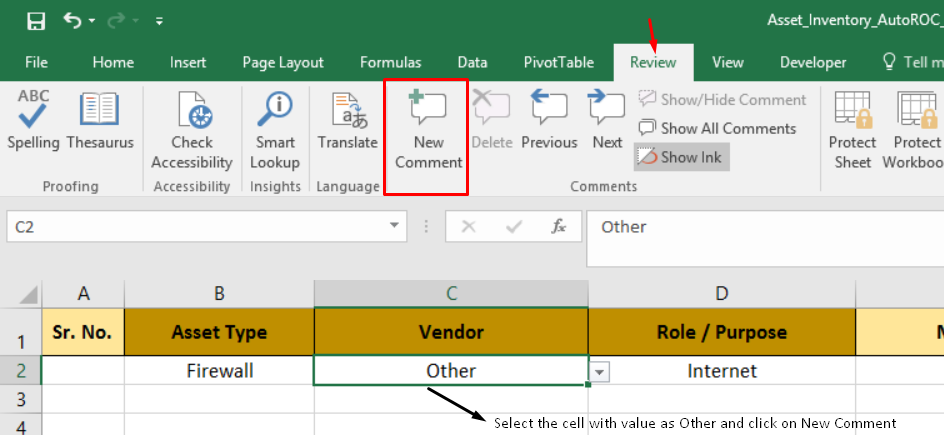 Asset_Inventory_AutoROC_
File Home Insert Page Layout Formulas Data PivotTable Review View Developer Tell m
ABC
Spelling Thesaurus Check Smart Translate New Delete Previous Next Show/Hide Comment Protect Protect
Accessibility Lookup Comment Show All Comments Sheet Workboo
Show Ink
Proofing Accessibility Insights Language Comments
C2 fx Other
A B C D
1 Sr. No. Asset Type Vendor Role / Purpose
2 Firewall Other Internet
3
4 Select the cell with value as Other and click on New Comment